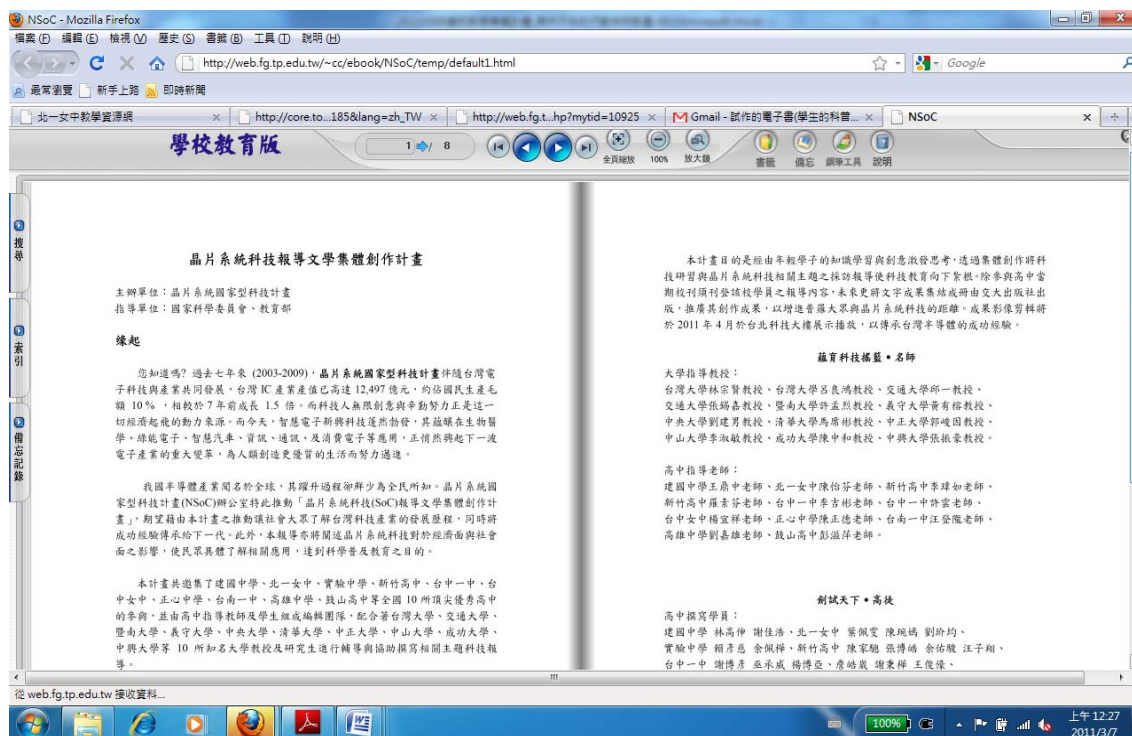 NSoC - Mozilla Firefox
檔案(F) 編輯(E) 檢視(V) 歷史(S) 書籤(B) 工具(T) 說明(H)
http://web.fg.tp.edu.tw/~cc/ebook/NSoC/temp/default1.html
Google
最常瀏覽 新手上路 即時新聞
北一女中教學資源網
http://core.to...185&lang=zh_TW
http://web.fg.t...hp?mytid=10925
Gmail - 試作的電子書(學生的科普...
NSoC
學校教育版
1 / 8
全頁縮放 100% 放大鏡 書籤 備忘 鋼筆工具 說明
搜尋
索引
備忘記錄
晶片系統科技報導文學集體創作計畫
主辦單位：晶片系統國家型科技計畫
指導單位：國家科學委員會、教育部
緣起
您知道嗎? 過去七年來 (2003-2009)，晶片系統國家型科技計畫伴隨台灣電
子科技與產業共同發展，台灣 IC 產業產值已高達 12,497 億元，約佔國民生產毛
額 10%，相較於 7 年前成長 1.5 倍。而科技人無限創意與辛勤努力正是這一
切經濟起飛的動力來源。而今天，智慧電子新興科技蓬然勃發，其蘊釀在生物醫
學、綠能電子、智慧汽車、資訊、通訊、及消費電子等應用，正悄然興起下一波
電子產業的重大變革，為人類創造更優質的生活而努力邁進。
我國半導體產業聞名於全球，其躍升過程卻鮮少為全民所知。晶片系統國
家型科技計畫(NSoC)辦公室特此推動「晶片系統科技(SoC)報導文學集體創作計
畫」，期望藉由本計畫之推動讓社會大眾了解台灣科技產業的發展歷程，同時將
成功經驗傳承給下一代。此外，本報導亦將闡述晶片系統科技對於經濟面與社會
面之影響，使民眾具體了解相關應用，達到科學普及教育之目的。
本計畫共邀集了建國中學、北一女中、實驗中學、新竹高中、台中一中、台
中女中、正心中學、台南一中、高雄中學、鼓山高中等全國 10 所頂尖優秀高中
的參與，並由高中指導教師及學生組成編輯團隊，配合著台灣大學、交通大學、
暨南大學、義守大學、中央大學、清華大學、中正大學、中山大學、成功大學、
中興大學等 10 所知名大學教授及研究生進行輔導與協助撰寫相關主題科技報
導。
本計畫目的是經由年輕學子的知識學習與創意激發思考，透過集體創作將科
技研習與晶片系統科技相關主題之採訪報導使科技教育向下紮根。除參與高中當
期校刊須刊登該校學員之報導內容，未來更將文字成果集結成冊由交大出版社出
版，推廣其創作成果，以增進普羅大眾與晶片系統科技的距離。成果影像剪輯將
於 2011 年 4 月於台北科技大樓展示播放，以傳承台灣半導體的成功經驗。
蘊育科技搖籃•名師
大學指導教授：
台灣大學林宗賢教授、台灣大學呂良鴻教授、交通大學邱一教授、
交通大學張錫嘉教授、暨南大學許孟烈教授、義守大學黃有榕教授、
中央大學劉建男教授、清華大學馬席彬教授、中正大學郭峻因教授、
中山大學李淑敏教授、成功大學陳中和教授、中興大學張振豪教授。
高中指導老師：
建國中學王鼎中老師、北一女中陳怡芬老師、新竹高中李瑋如老師、
新竹高中羅素芬老師、台中一中李吉彬老師、台中一中許雲老師、
台中女中楊宜祥老師、正心中學陳正德老師、台南一中汪登隴老師、
高雄中學劉嘉雄老師、鼓山高中彭滋萍老師。
劍試天下•高徒
高中撰寫學員：
建國中學 林高伸 謝佳浩、北一女中 葉佩雯 陳琬嫣 劉玠均、
實驗中學 賴彥慈 余佩樺、新竹高中 陳家駿 張博皓 余佑駿 汪子翔、
台中一中 謝博彥 巫承威 楊博亞、詹皓崴 謝秉樺 王俊豪、
從 web.fg.tp.edu.tw 接收資料...
100%
上午 12:27
2011/3/7